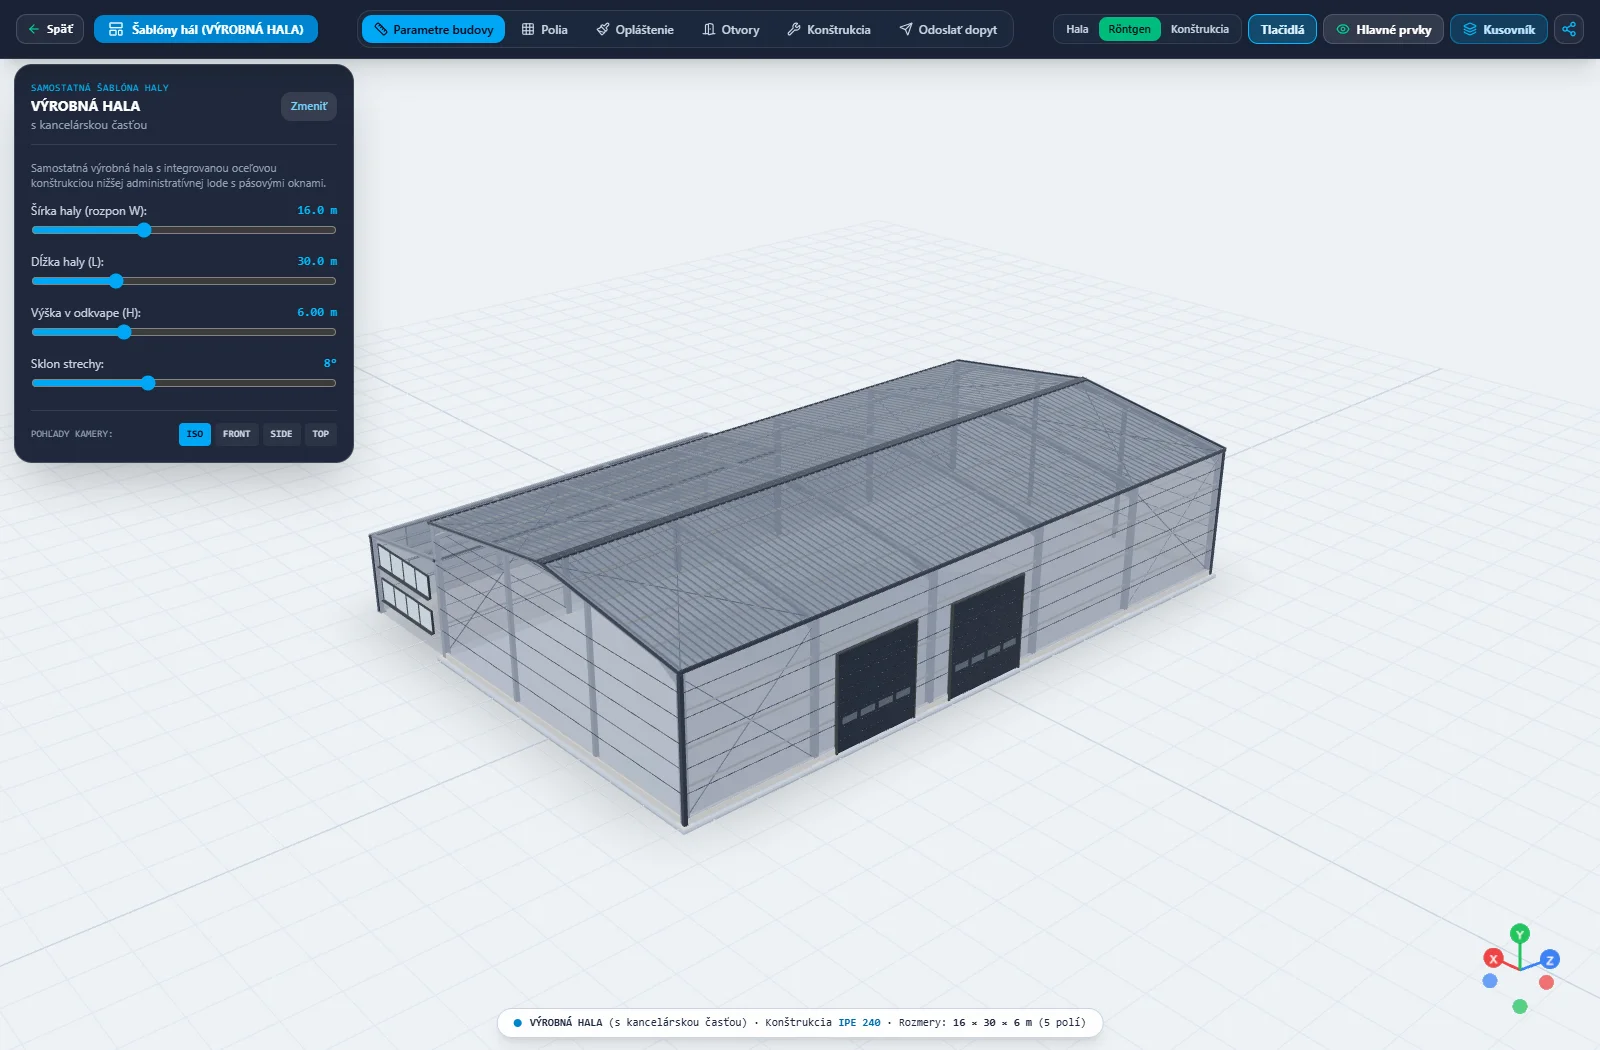 Späť
Šablóny hál (VÝROBNÁ HALA)
Parametre budovy
Polia
Opláštenie
Otvory
Konštrukcia
Odoslať dopyt
Hala
Röntgen
Konštrukcia
Tlačidlá
Hlavné prvky
Kusovník
SAMOSTATNÁ ŠABLÓNA HALY
VÝROBNÁ HALA
Zmeniť
s kancelárskou časťou
Samostatná výrobná hala s integrovanou oceľovou
konštrukciou nižšej administratívnej lode s pásovými oknami.
Šírka haly (rozpon W):
16.0 m
Dĺžka haly (L):
30.0 m
Výška v odkvape (H):
6.00 m
Sklon strechy:
8°
POHĽADY KAMERY:
ISO
FRONT
SIDE
TOP
Y
X
Z
VÝROBNÁ HALA (s kancelárskou časťou) · Konštrukcia IPE 240 · Rozmery: 16 × 30 × 6 m (5 polí)